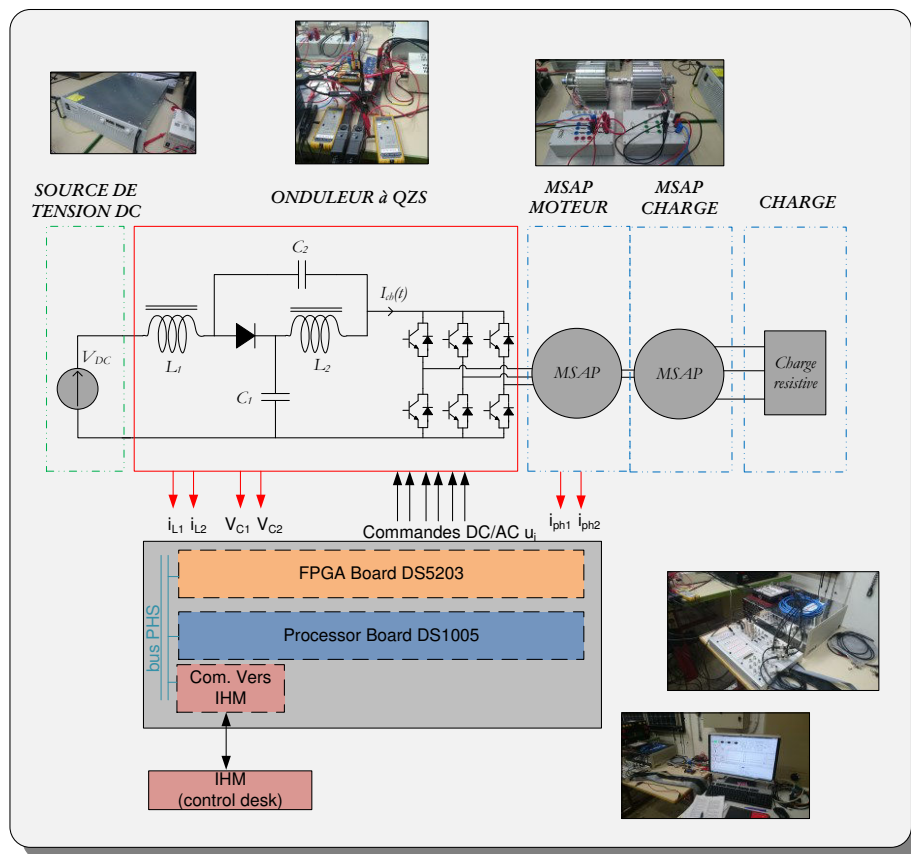 SOURCE DE
TENSION DC
ONDULEUR à QZS
MSAP
MOTEUR
MSAP
CHARGE
CHARGE
C2
Ich(t)
VDC
L1
L2
C1
MSAP
MSAP
Charge
resistive
iL1
iL2
VC1
VC2
Commandes DC/AC ui
iph1
iph2
bus PHS
FPGA Board DS5203
Processor Board DS1005
Com. Vers
IHM
IHM
(control desk)